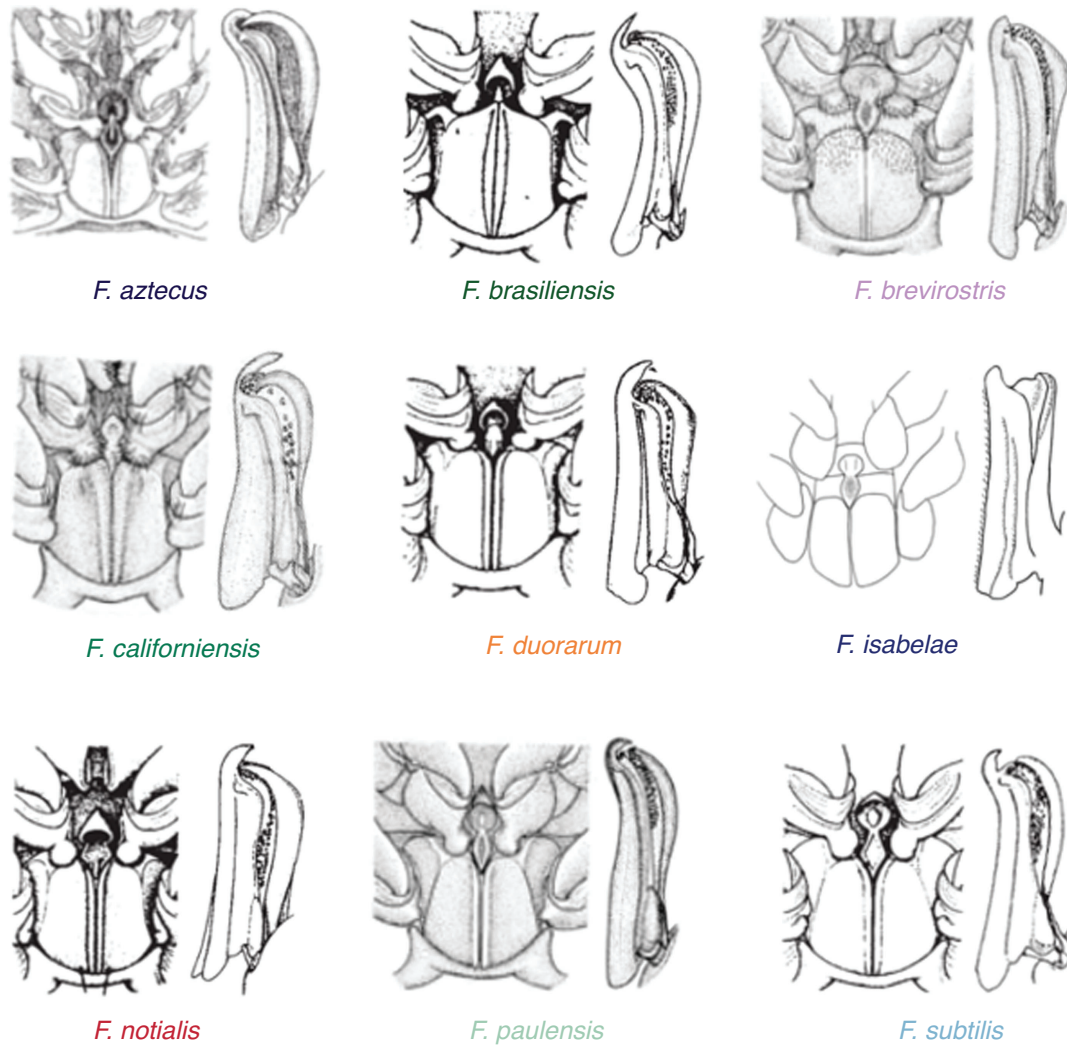 F. aztecus
F. brasiliensis
F. brevirostris
F. californiensis
F. duorarum
F. isabelae
F. notialis
F. paulensis
F. subtilis